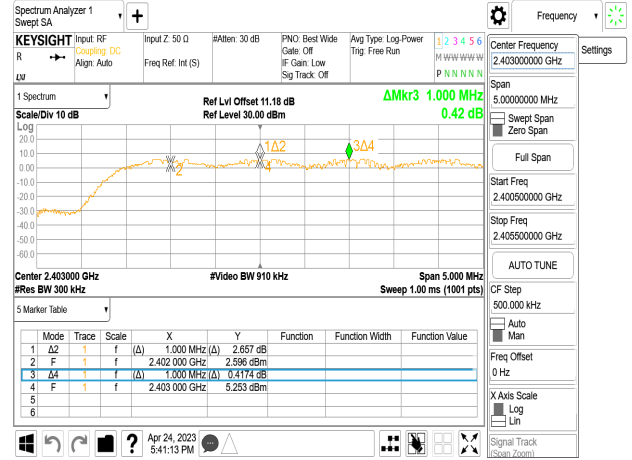 Spectrum Analyzer 1
Swept SA
Frequency
KEYSIGHT
R
Input: RF
Coupling: DC
Align: Auto
Input Z: 50 Ω
Freq Ref: Int (S)
#Atten: 30 dB
PNO: Best Wide
Gate: Off
IF Gain: Low
Sig Track: Off
Avg Type: Log-Power
Trig: Free Run
1 2 3 4 5 6
M W W W W W
P N N N N N
1 Spectrum
Scale/Div 10 dB
Ref Lvl Offset 11.18 dB
Ref Level 30.00 dBm
ΔMkr3 1.000 MHz
0.42 dB
Log
20.0
10.0
0.00
-10.0
-20.0
-30.0
-40.0
-50.0
-60.0
2
1Δ2
4
3Δ4
Center 2.403000 GHz
#Res BW 300 kHz
#Video BW 910 kHz
Span 5.000 MHz
Sweep 1.00 ms (1001 pts)
5 Marker Table
Mode Trace Scale X Y Function Function Width Function Value
1 Δ2 1 f (Δ) 1.000 MHz (Δ) 2.657 dB
2 F 1 f 2.402 000 GHz 2.596 dBm
3 Δ4 1 f (Δ) 1.000 MHz (Δ) 0.4174 dB
4 F 1 f 2.403 000 GHz 5.253 dBm
5
6
Apr 24, 2023
5:41:13 PM
Center Frequency
2.403000000 GHz
Settings
Span
5.00000000 MHz
Swept Span
Zero Span
Full Span
Start Freq
2.400500000 GHz
Stop Freq
2.405500000 GHz
AUTO TUNE
CF Step
500.000 kHz
Auto
Man
Freq Offset
0 Hz
X Axis Scale
Log
Lin
Signal Track
(Span Zoom)